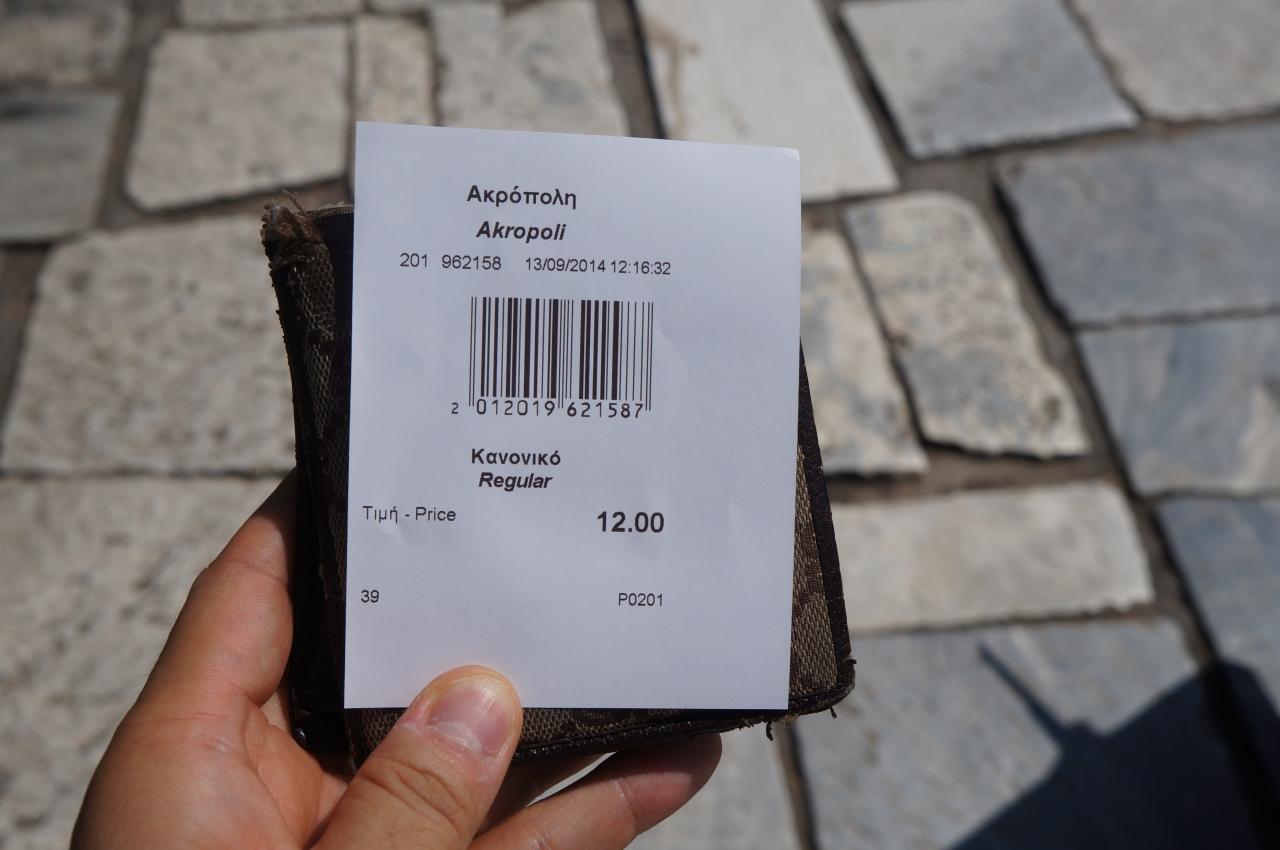 Ακρόπολη
Akropoli
201 962158 13/09/2014 12:16:32
2 012019 621587
Κανονικό
Regular
Τιμή - Price 12.00
39 P0201